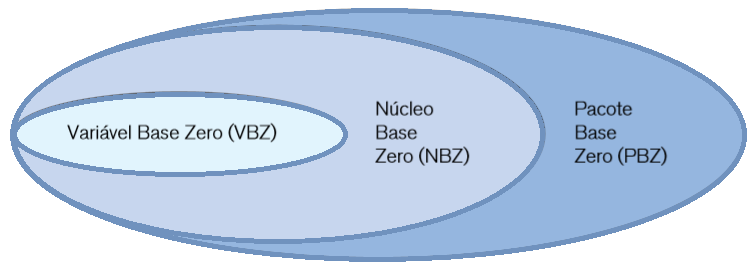 Variável Base Zero (VBZ)
Núcleo
Base
Zero (NBZ)
Pacote
Base
Zero (PBZ)